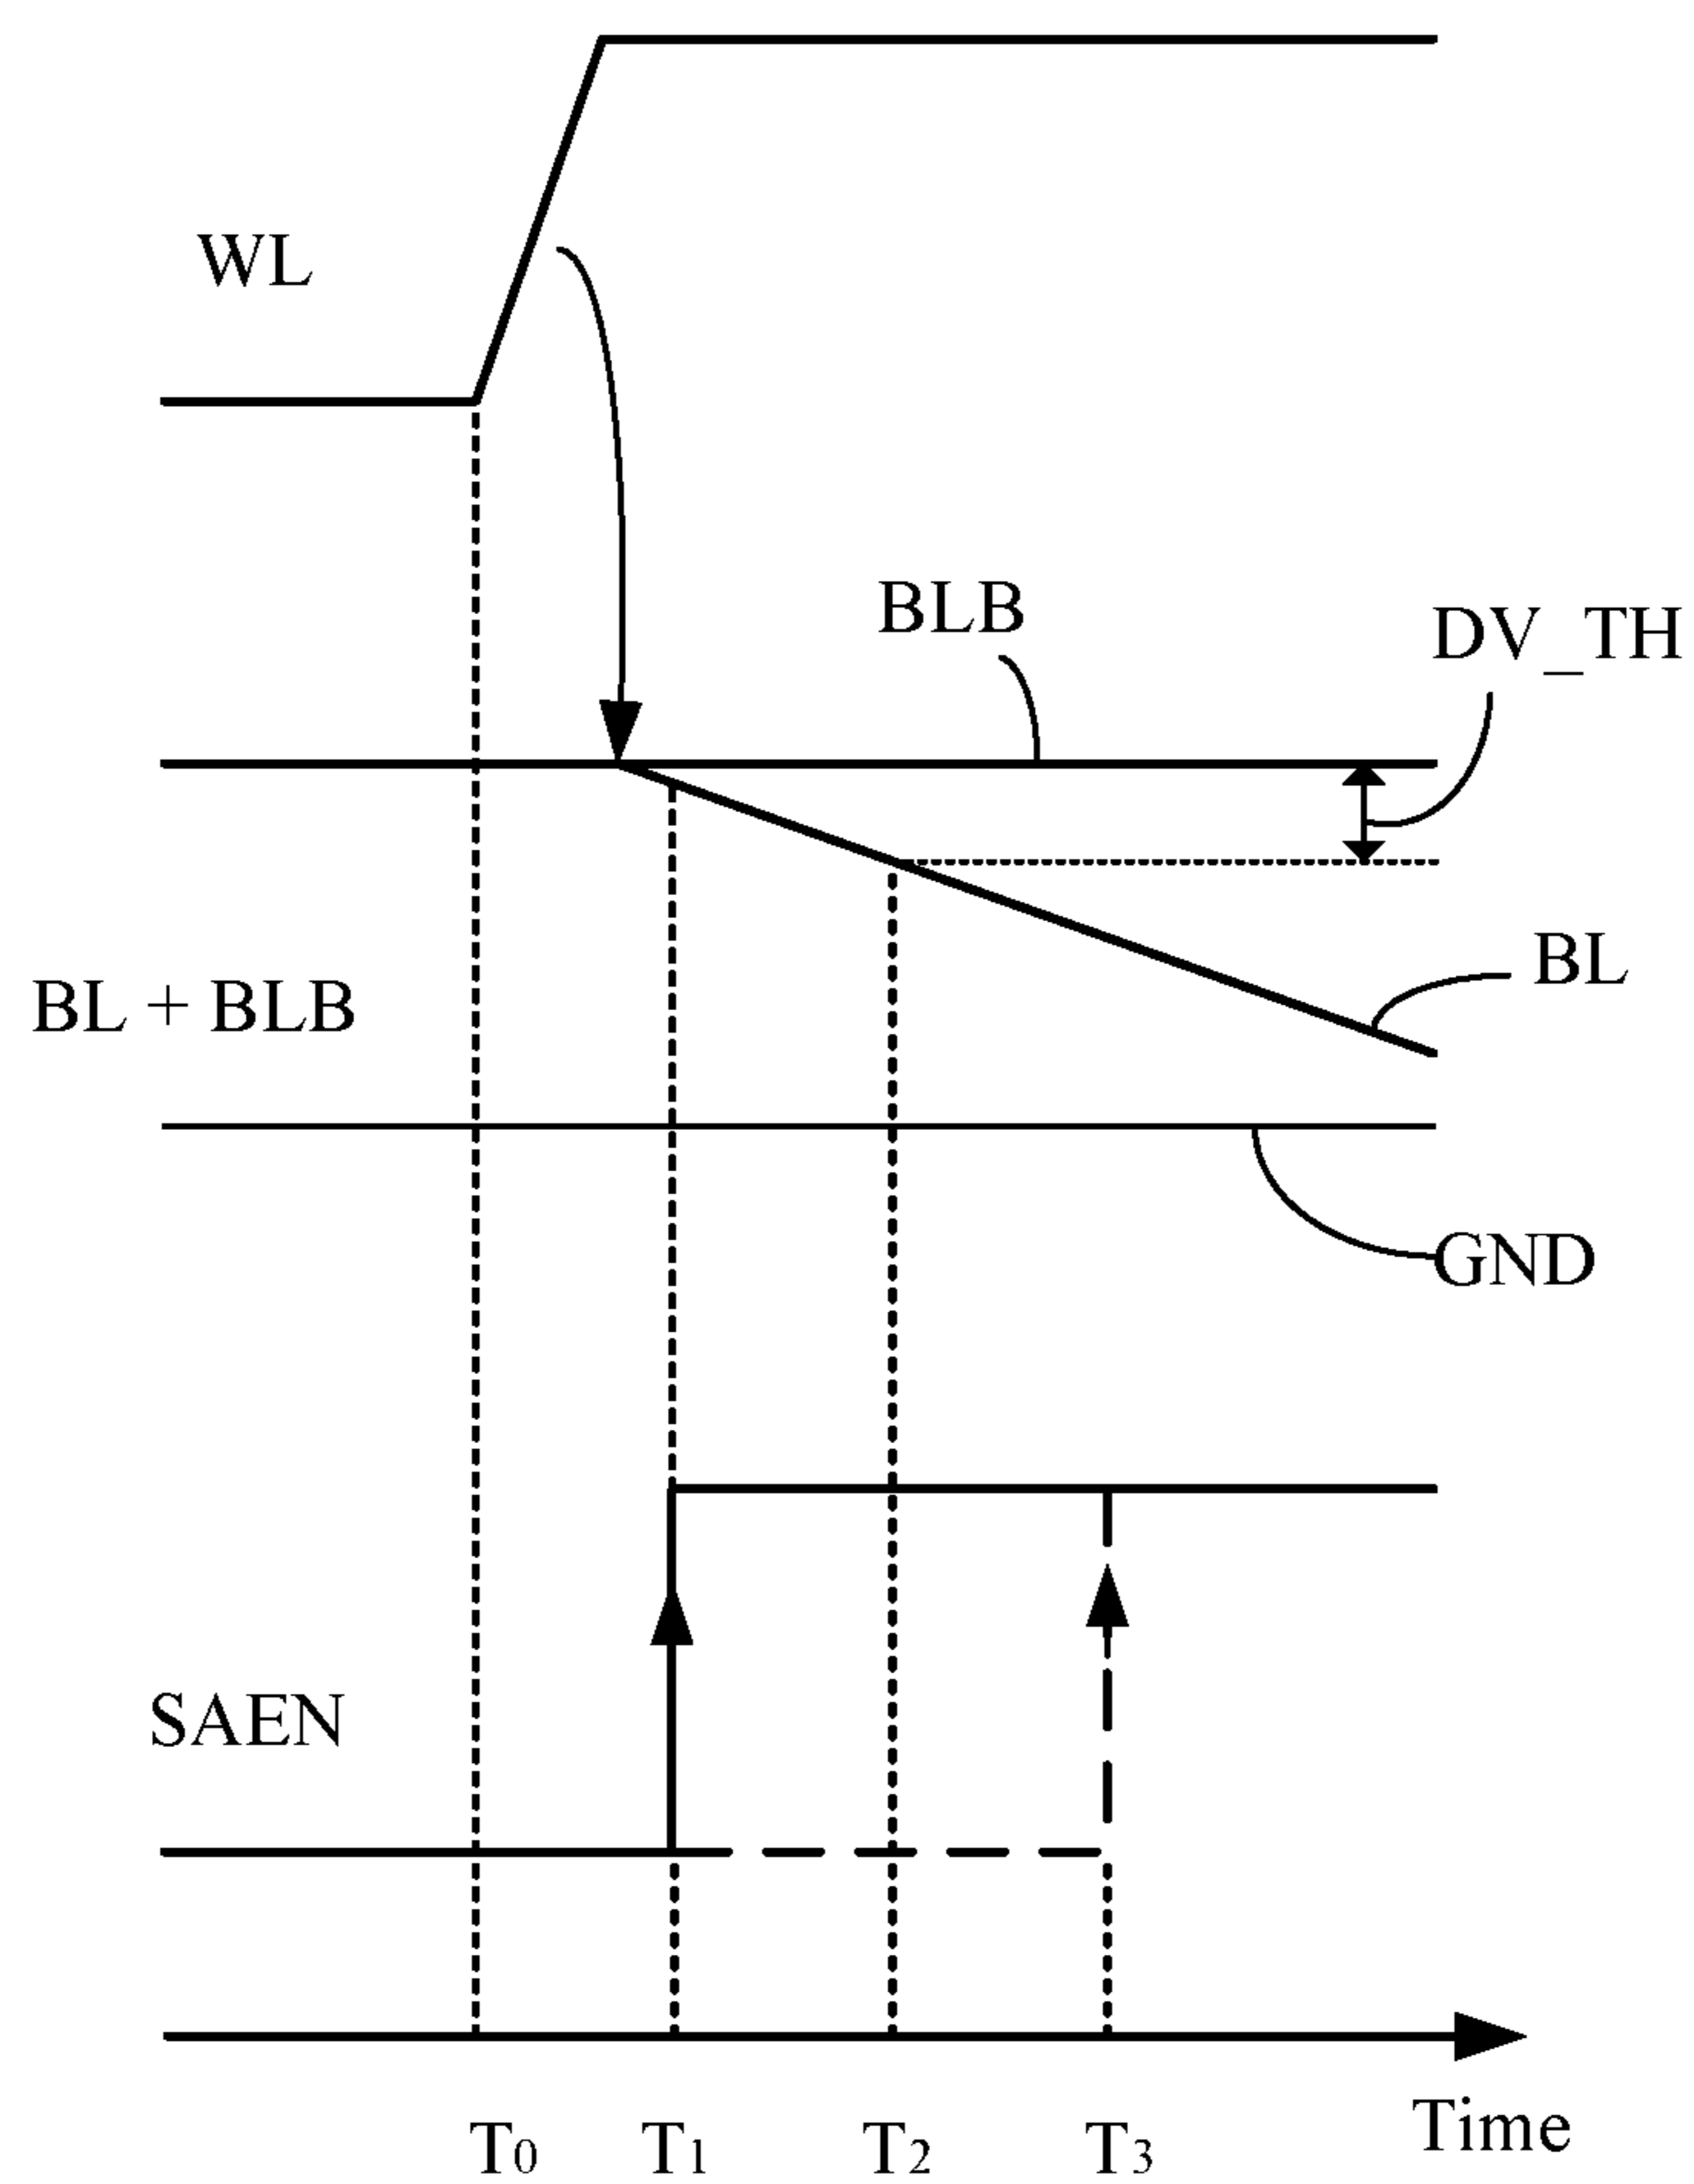 WL
BLB
DV_TH
BL
BL + BLB
GND
SAEN
Time
T0 T1 T2 T3